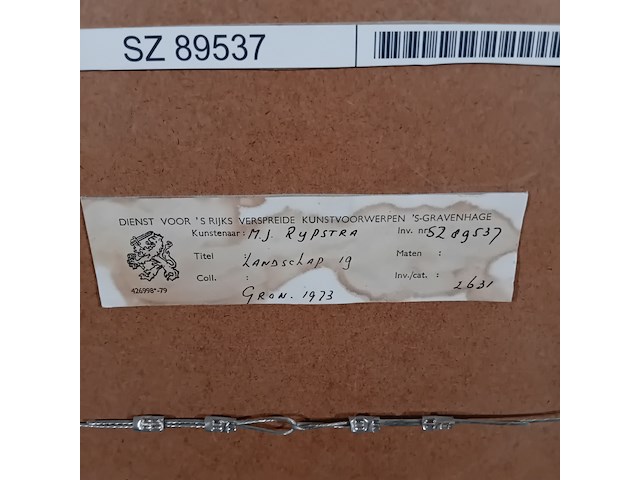 SZ 89537
DIENST VOOR 'S RIJKS VERSPREIDE KUNSTVOORWERPEN 'S-GRAVENHAGE
Kunstenaar: M.J. RYPSTRA Inv. nr. SZ 89537
Titel : LANDSCHAP 19 Maten :
Coll. : Inv./cat. : 2631
426998*-79 GRON. 1973